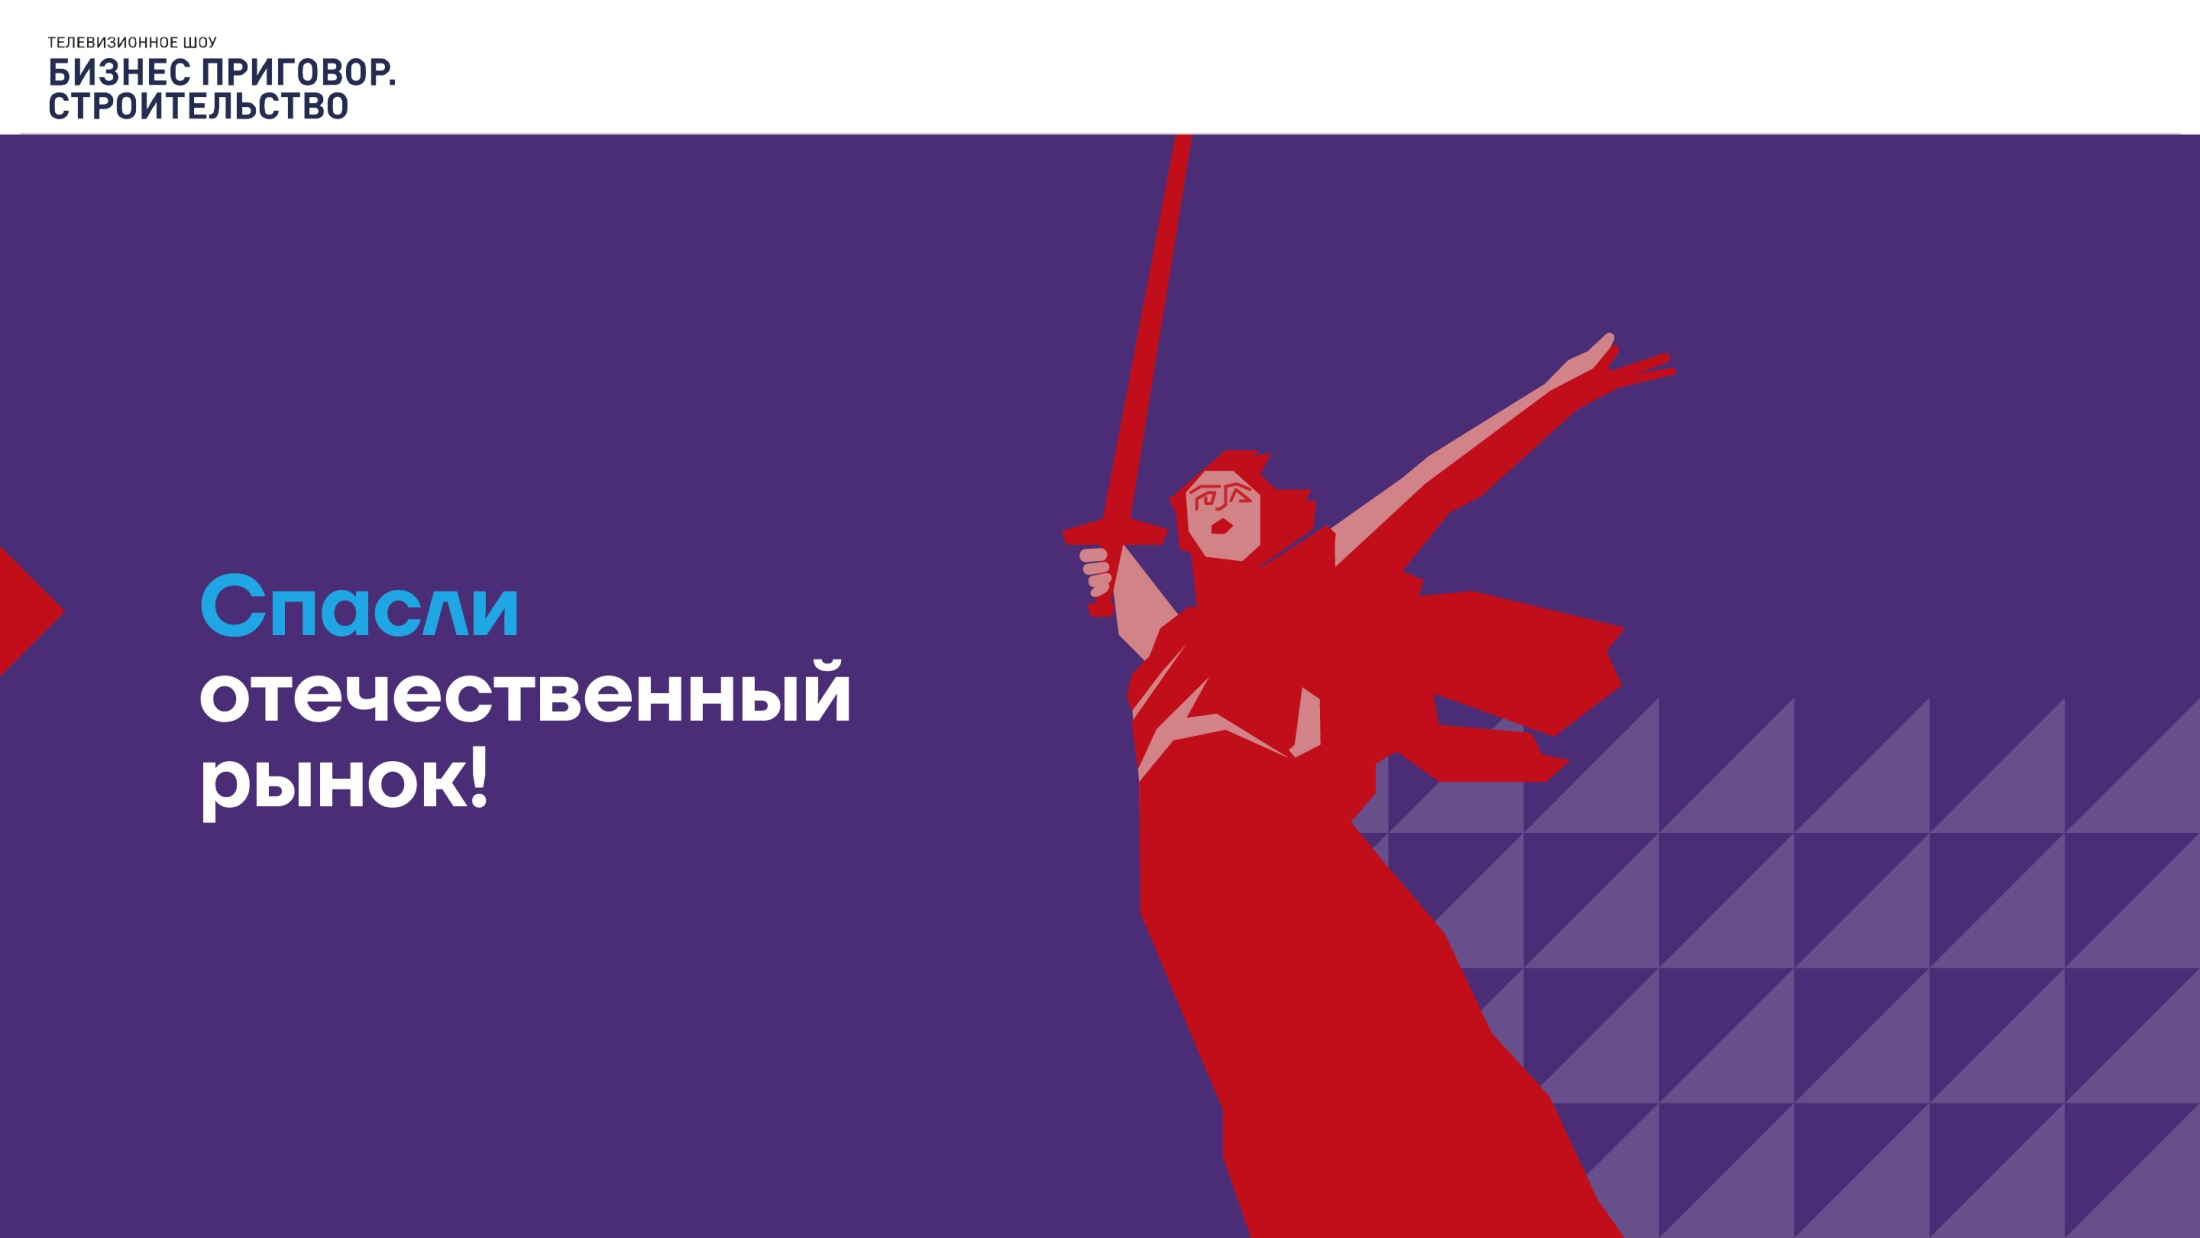 ТЕЛЕВИЗИОННОЕ ШОУ
БИЗНЕС ПРИГОВОР.
СТРОИТЕЛЬСТВО
Спасли
отечественный
рынок!